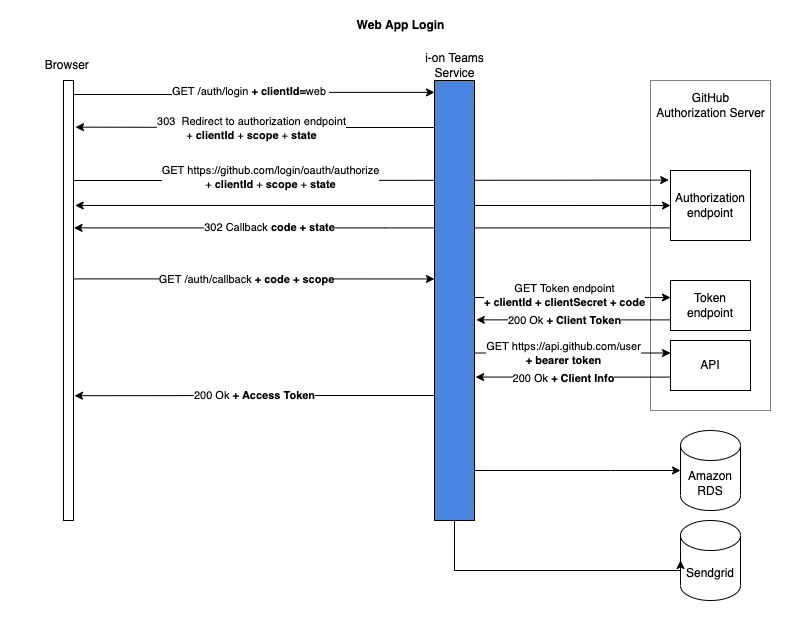 Web App Login
Browser
i-on Teams
Service
GitHub
Authorization Server
GET /auth/login + clientId=web
303 Redirect to authorization endpoint
+ clientId + scope + state
GET https://github.com/login/oauth/authorize
+ clientId + scope + state
Authorization
endpoint
302 Callback code + state
GET /auth/callback + code + scope
GET Token endpoint
+ clientId + clientSecret + code
Token
endpoint
200 Ok + Client Token
GET https://api.github.com/user
+ bearer token
API
200 Ok + Client Info
200 Ok + Access Token
Amazon
RDS
Sendgrid